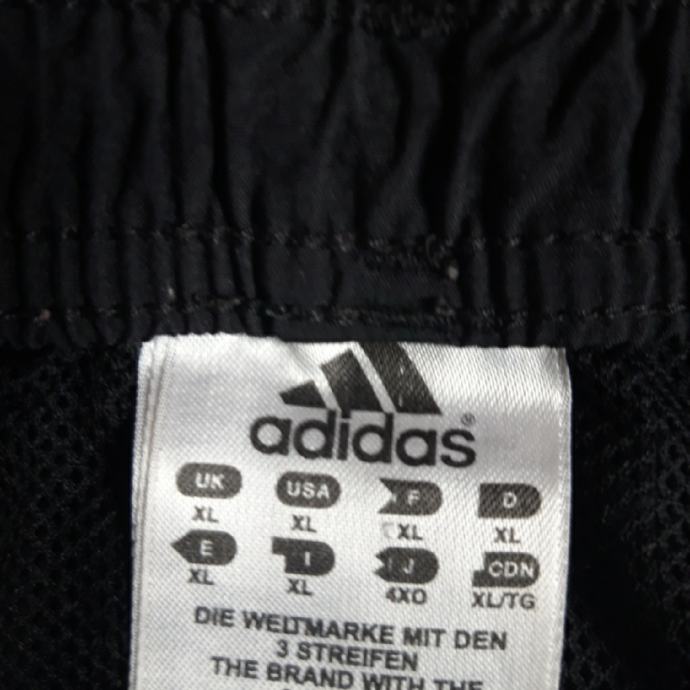 adidas®
UK USA F D
XL XL XL XL
E I J CDN
XL XL 4XO XL/TG
DIE WELTMARKE MIT DEN
3 STREIFEN
THE BRAND WITH THE